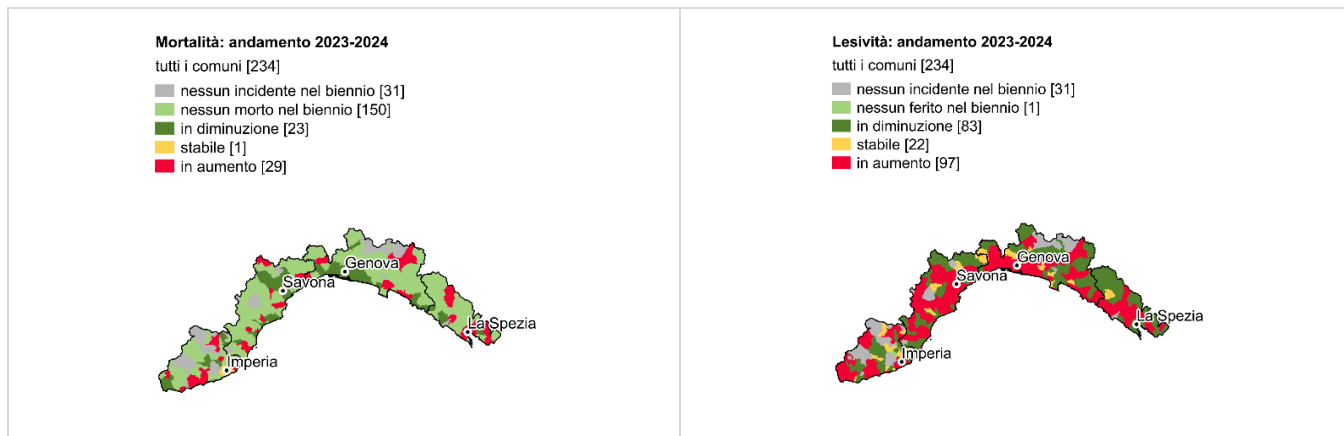 Mortalità: andamento 2023-2024
tutti i comuni [234]
nessun incidente nel biennio [31]
nessun morto nel biennio [150]
in diminuzione [23]
stabile [1]
in aumento [29]
Genova
Savona
La Spezia
Imperia
Lesività: andamento 2023-2024
tutti i comuni [234]
nessun incidente nel biennio [31]
nessun ferito nel biennio [1]
in diminuzione [83]
stabile [22]
in aumento [97]
Genova
Savona
La Spezia
Imperia